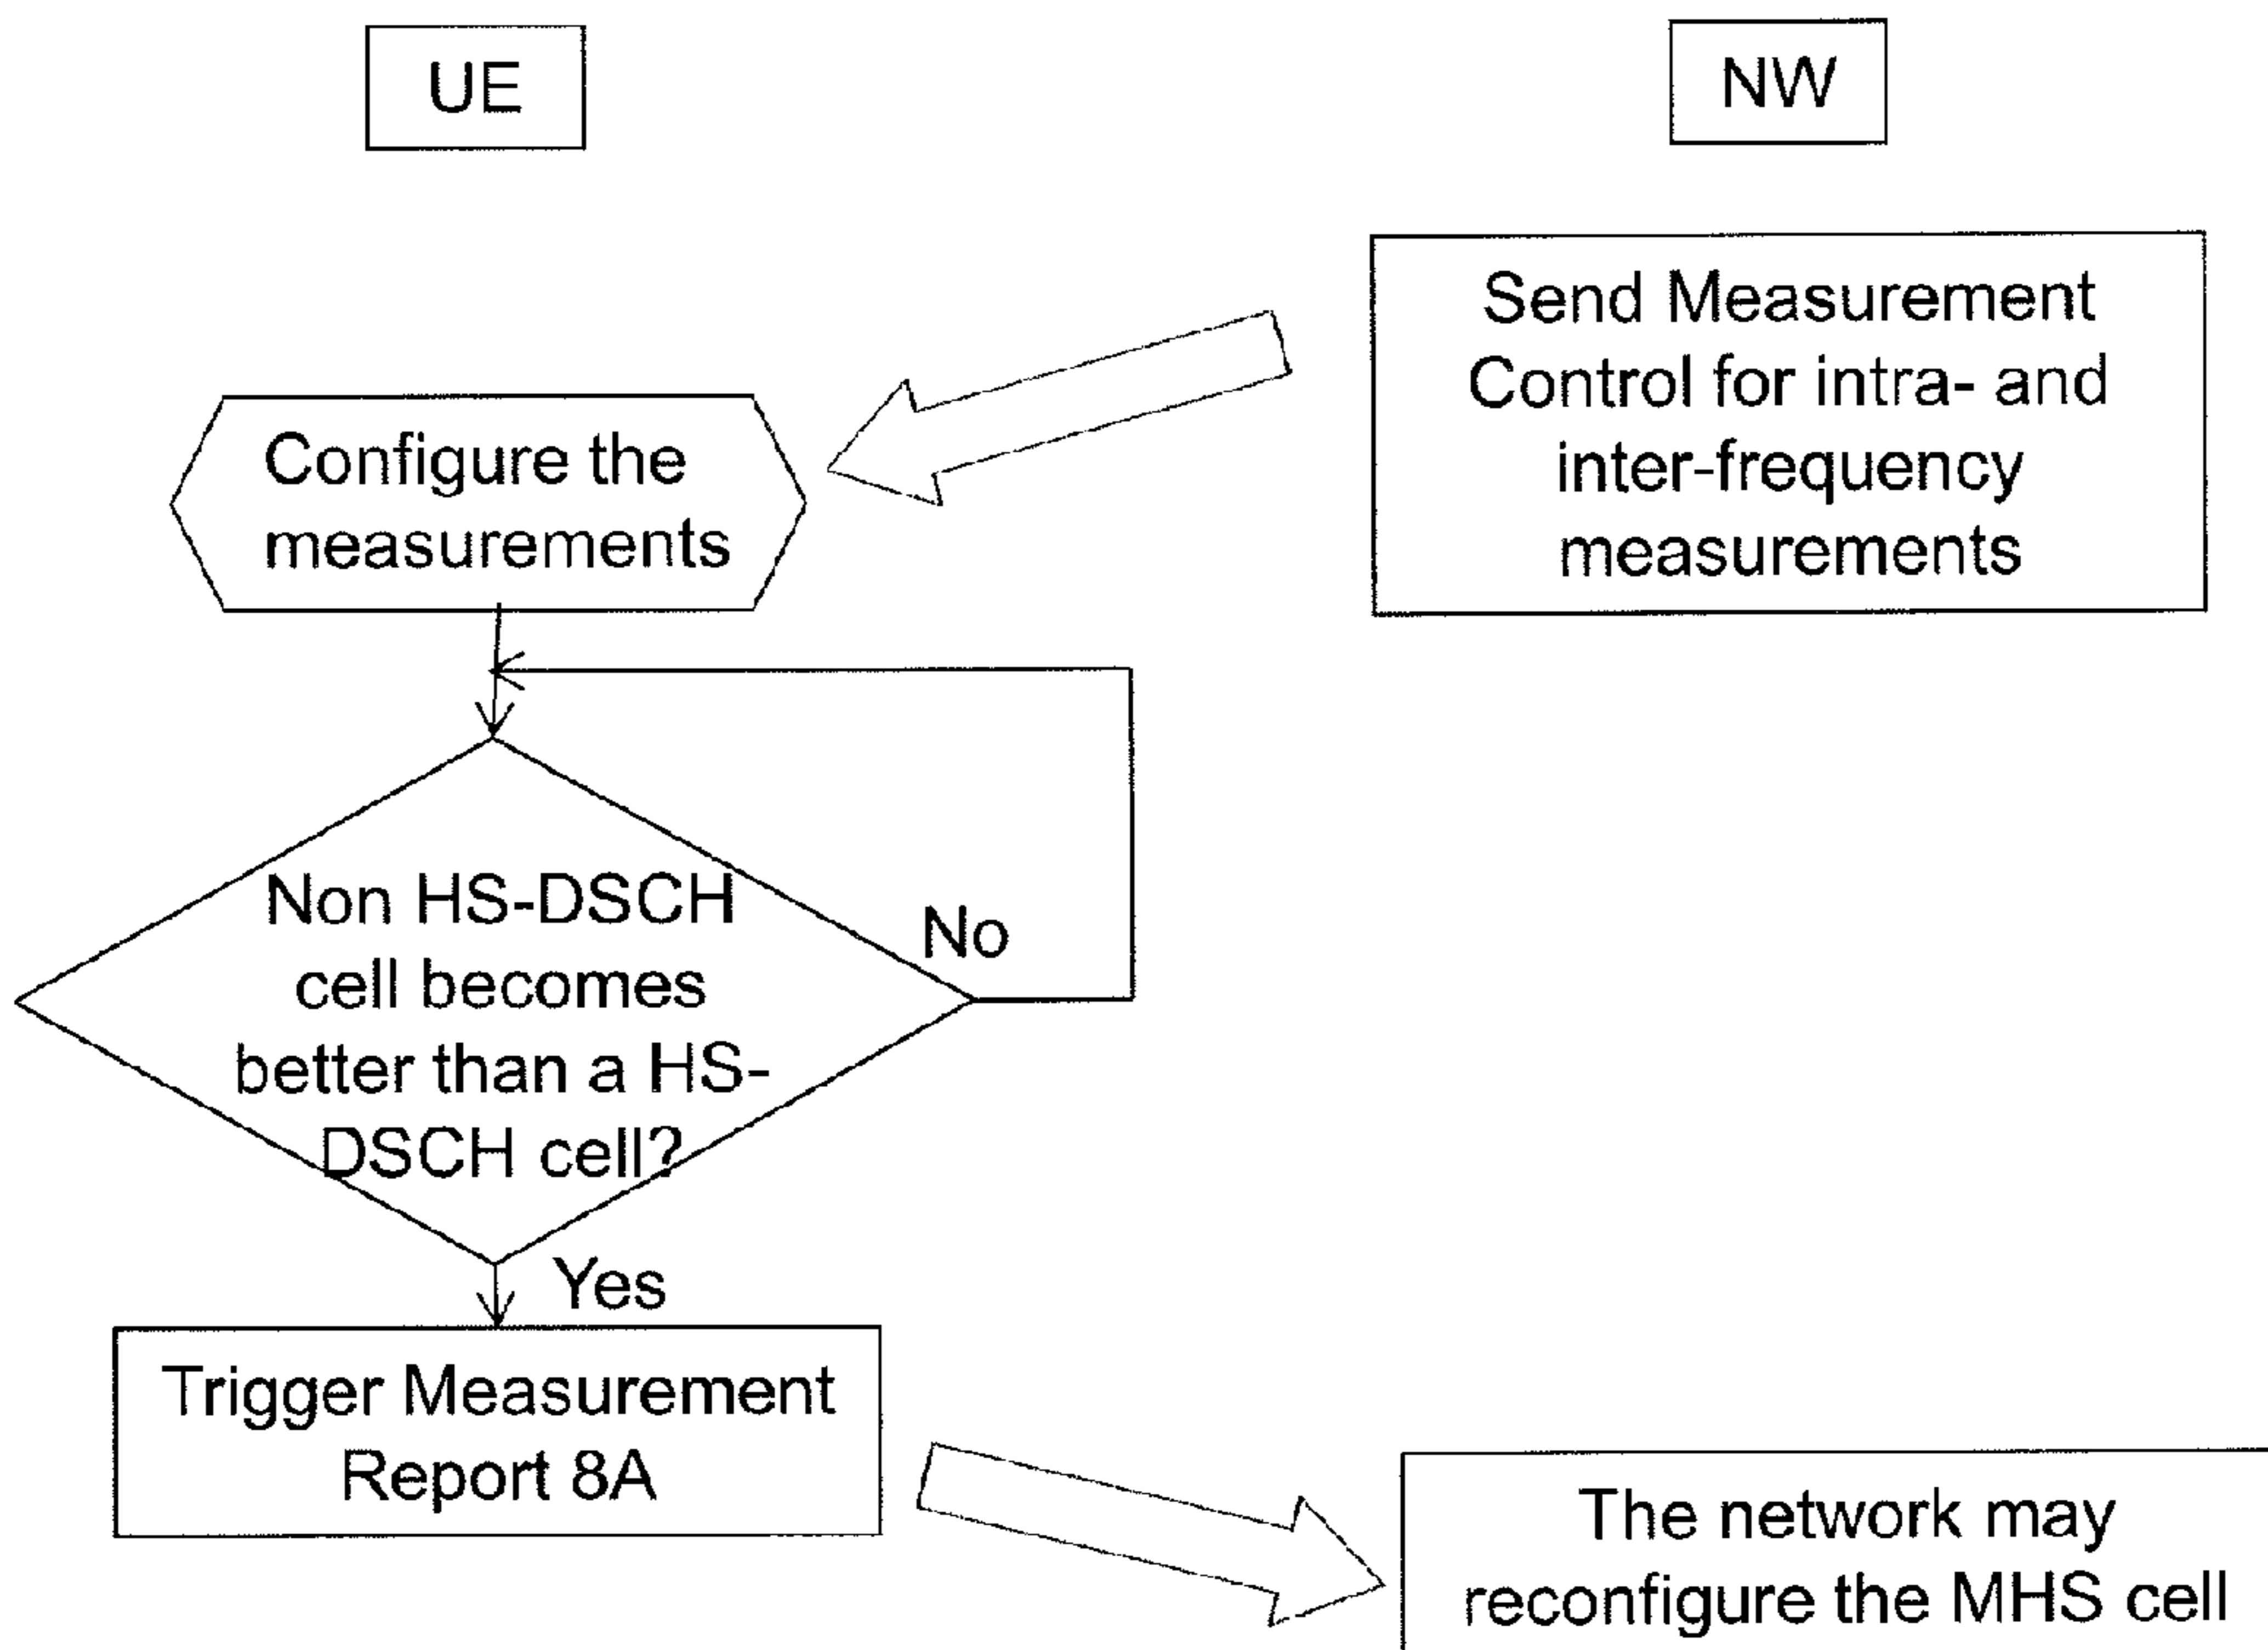 UE
NW
Send Measurement
Control for intra- and
inter-frequency
measurements
Configure the
measurements
Non HS-DSCH
cell becomes
better than a HS-
DSCH cell?
No
Yes
Trigger Measurement
Report 8A
The network may
reconfigure the MHS cell